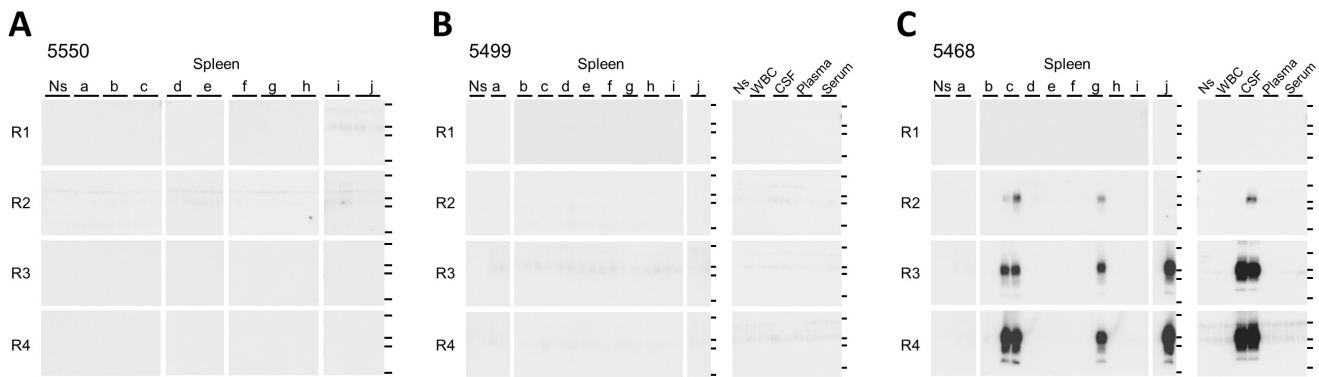 A
5550
Spleen
Ns a b c d e f g h i j
R1
R2
R3
R4
B
5499
Spleen
Ns a b c d e f g h i j
Ns WBC CSF Plasma Serum
R1
R2
R3
R4
C
5468
Spleen
Ns a b c d e f g h i j
Ns WBC CSF Plasma Serum
R1
R2
R3
R4